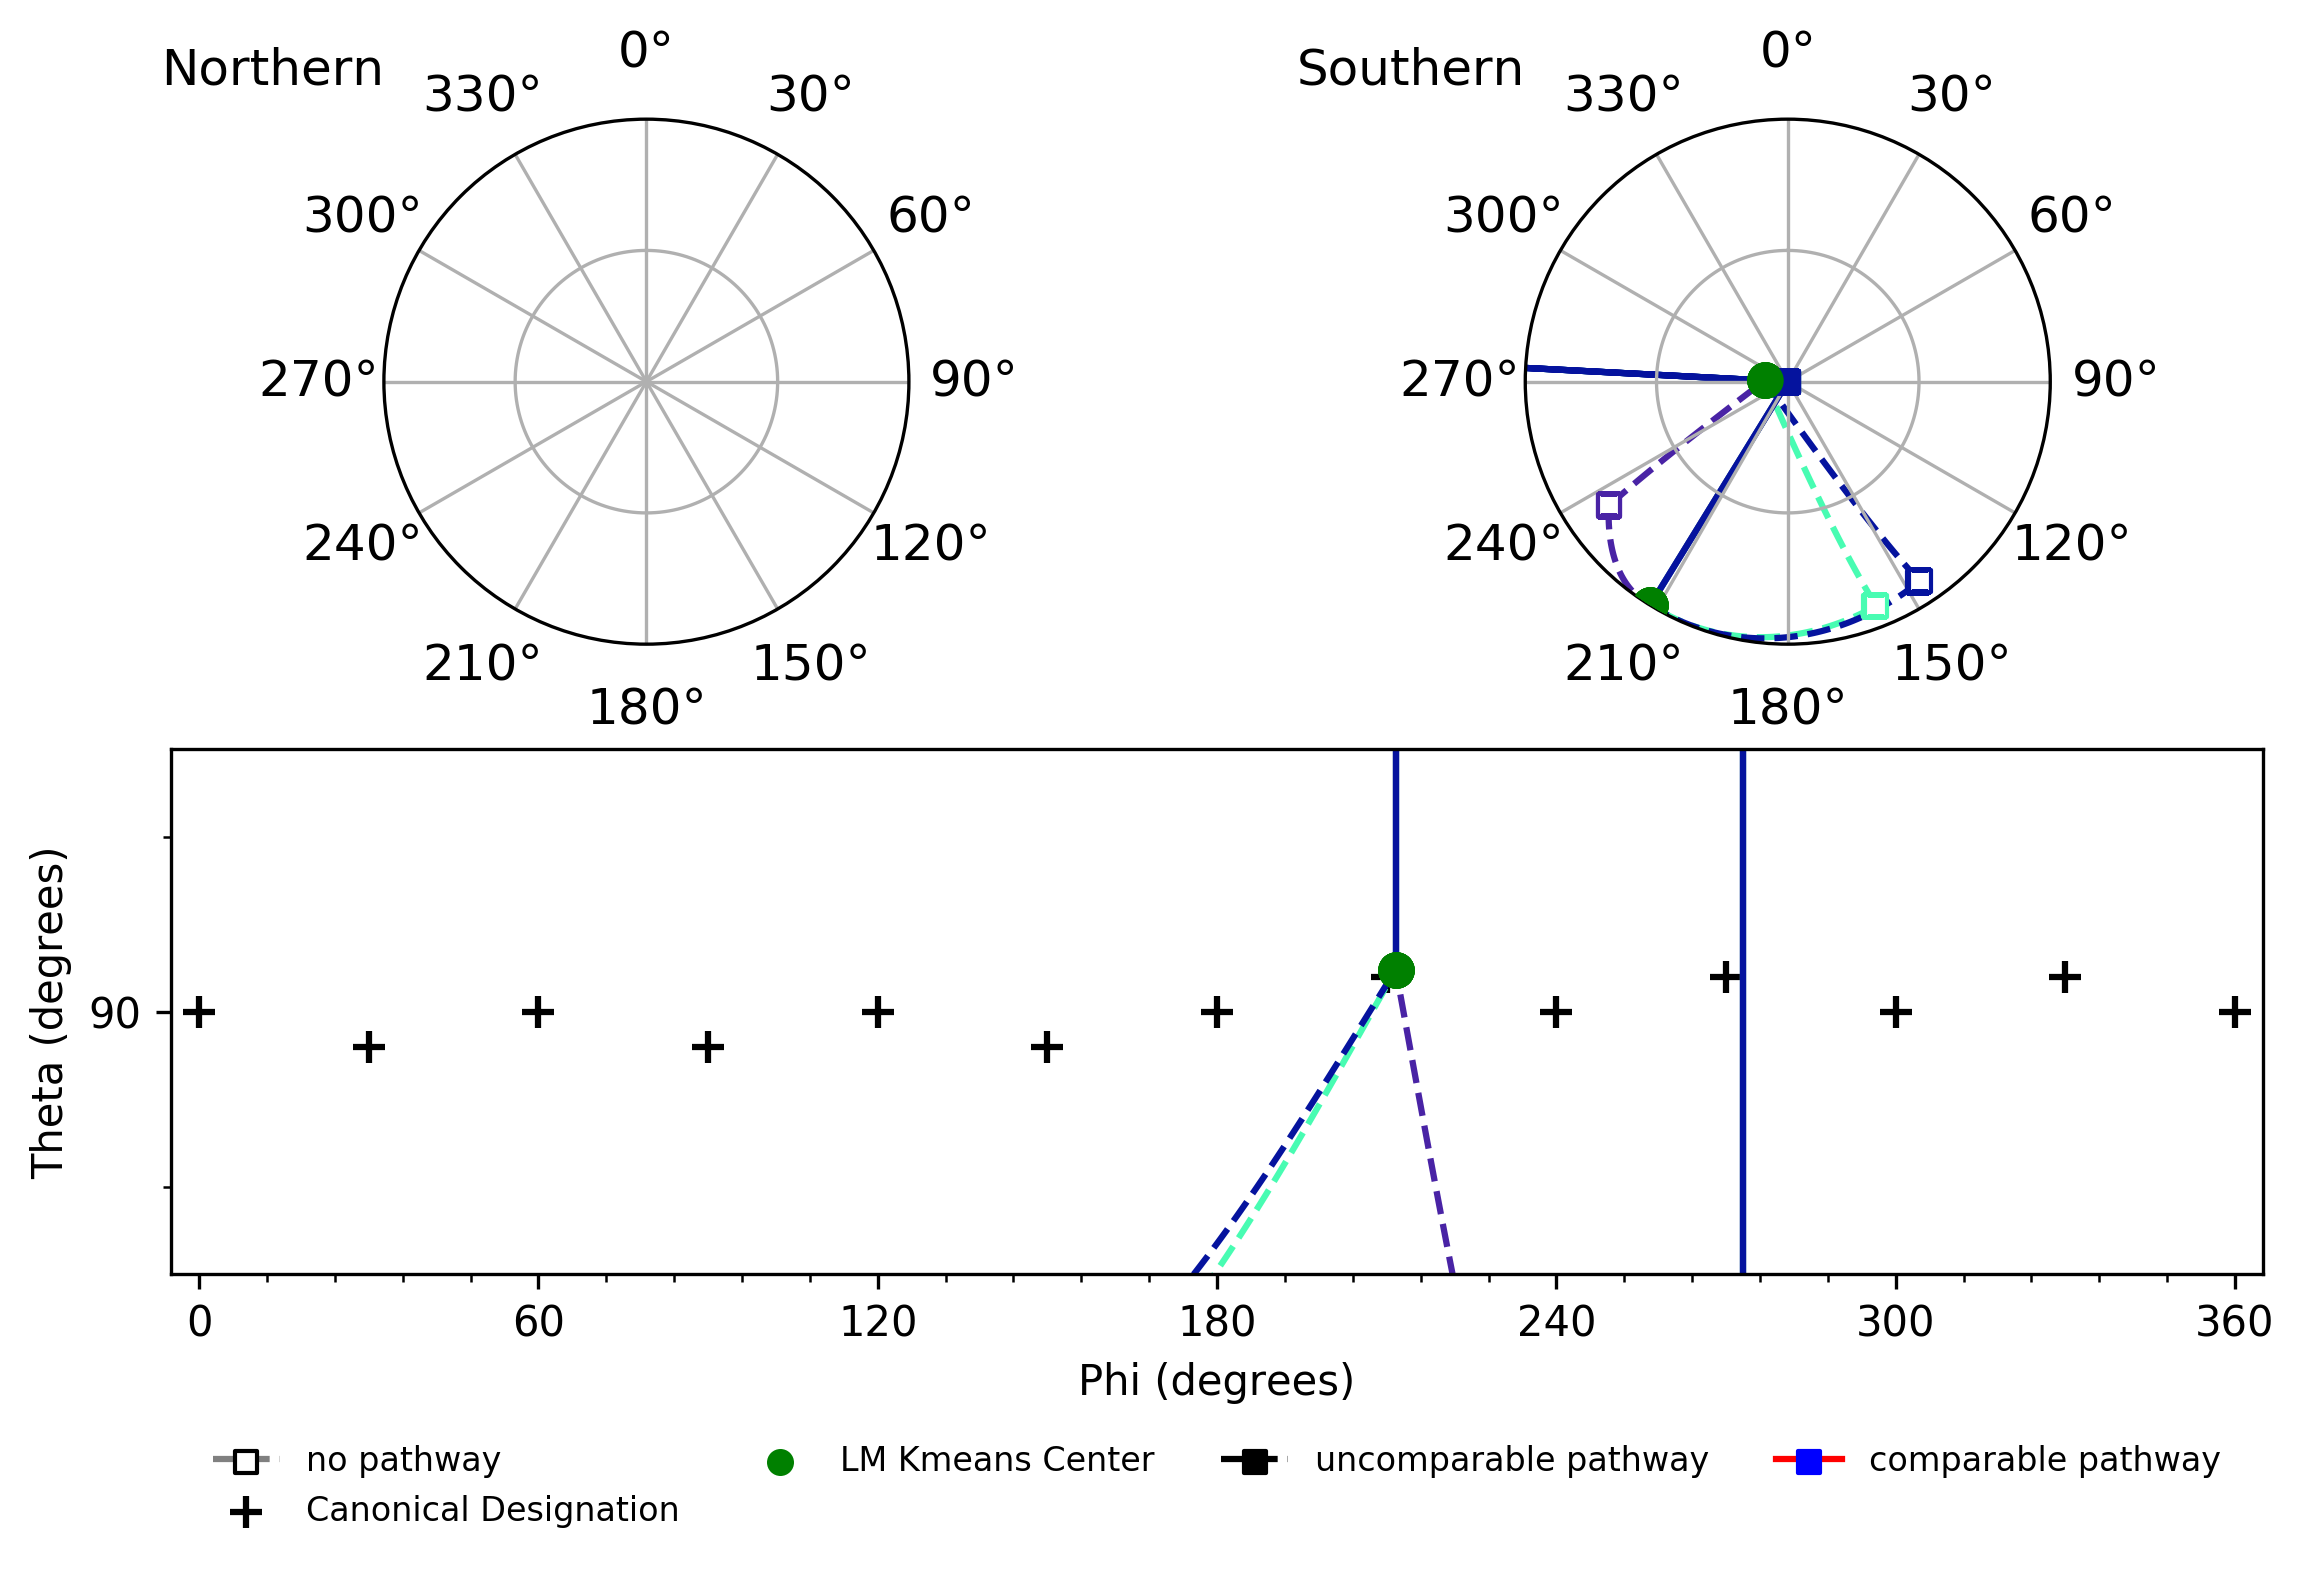 Northern
0°
30°
60°
90°
120°
150°
180°
210°
240°
270°
300°
330°
Southern
0°
30°
60°
90°
120°
150°
180°
210°
240°
270°
300°
330°
Theta (degrees)
90
0 60 120 180 240 300 360
Phi (degrees)
no pathway
Canonical Designation
LM Kmeans Center
uncomparable pathway
comparable pathway